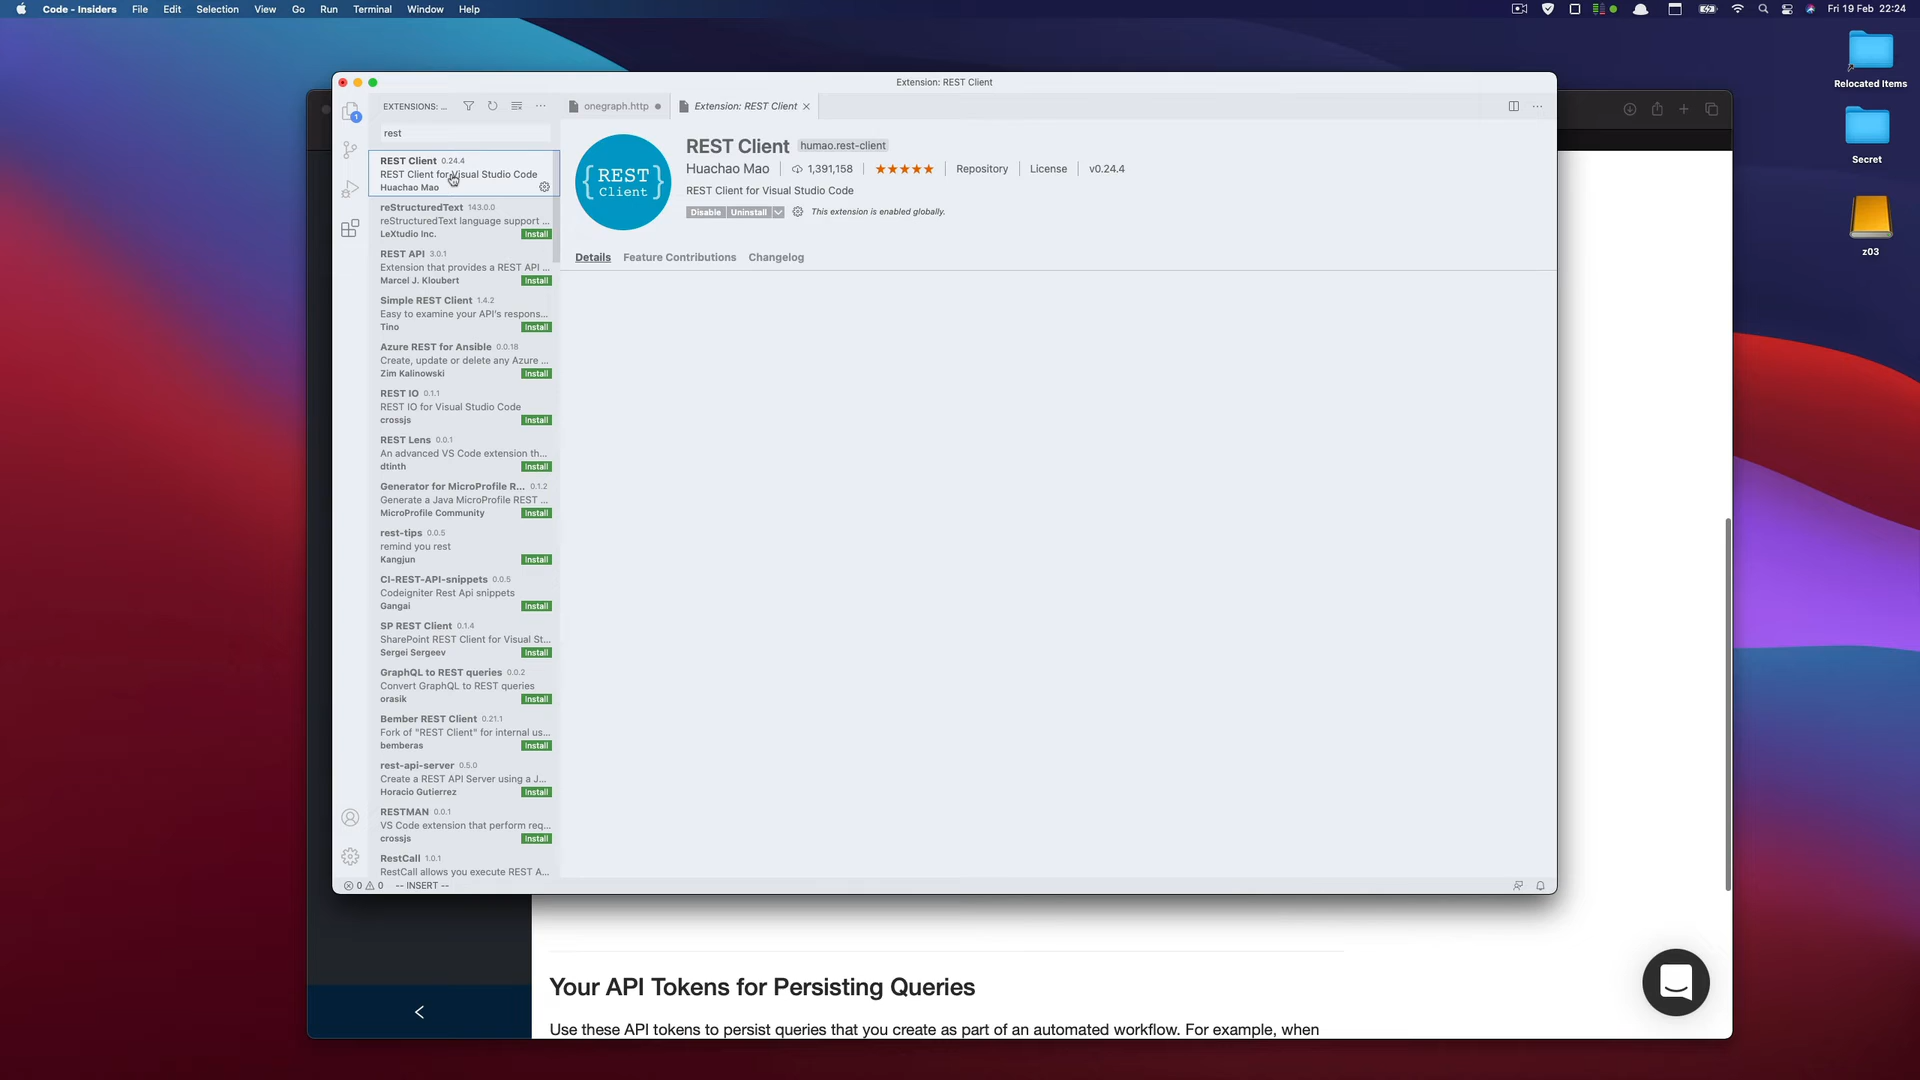 Code - Insiders File Edit Selection View Go Run Terminal Window Help
Fri 19 Feb 22:24
Relocated Items
Secret
z03
Extension: REST Client
EXTENSIONS: ...
1
rest
REST Client 0.24.4
REST Client for Visual Studio Code
Huachao Mao
reStructuredText 143.0.0
reStructuredText language support ...
LeXtudio Inc. Install
REST API 3.0.1
Extension that provides a REST API ...
Marcel J. Kloubert Install
Simple REST Client 1.4.2
Easy to examine your API's respons...
Tino Install
Azure REST for Ansible 0.0.18
Create, update or delete any Azure ...
Zim Kalinowski Install
REST IO 0.1.1
REST IO for Visual Studio Code
crossjs Install
REST Lens 0.0.1
An advanced VS Code extension th...
dtinth Install
Generator for MicroProfile R... 0.1.2
Generate a Java MicroProfile REST ...
MicroProfile Community Install
rest-tips 0.0.5
remind you rest
Kangjun Install
CI-REST-API-snippets 0.0.5
Codeigniter Rest Api snippets
Gangai Install
SP REST Client 0.1.4
SharePoint REST Client for Visual St...
Sergei Sergeev Install
GraphQL to REST queries 0.0.2
Convert GraphQL to REST queries
orasik Install
Bember REST Client 0.21.1
Fork of "REST Client" for internal us...
bemberas Install
rest-api-server 0.5.0
Create a REST API Server using a J...
Horacio Gutierrez Install
RESTMAN 0.0.1
VS Code extension that perform req...
crossjs Install
RestCall 1.0.1
RestCall allows you execute REST A...
onegraph.http
Extension: REST Client
{REST
Client}
REST Client humao.rest-client
Huachao Mao 1,391,158 ★★★★★ Repository License v0.24.4
REST Client for Visual Studio Code
Disable Uninstall This extension is enabled globally.
Details Feature Contributions Changelog
0 0 -- INSERT --
Your API Tokens for Persisting Queries
Use these API tokens to persist queries that you create as part of an automated workflow. For example, when